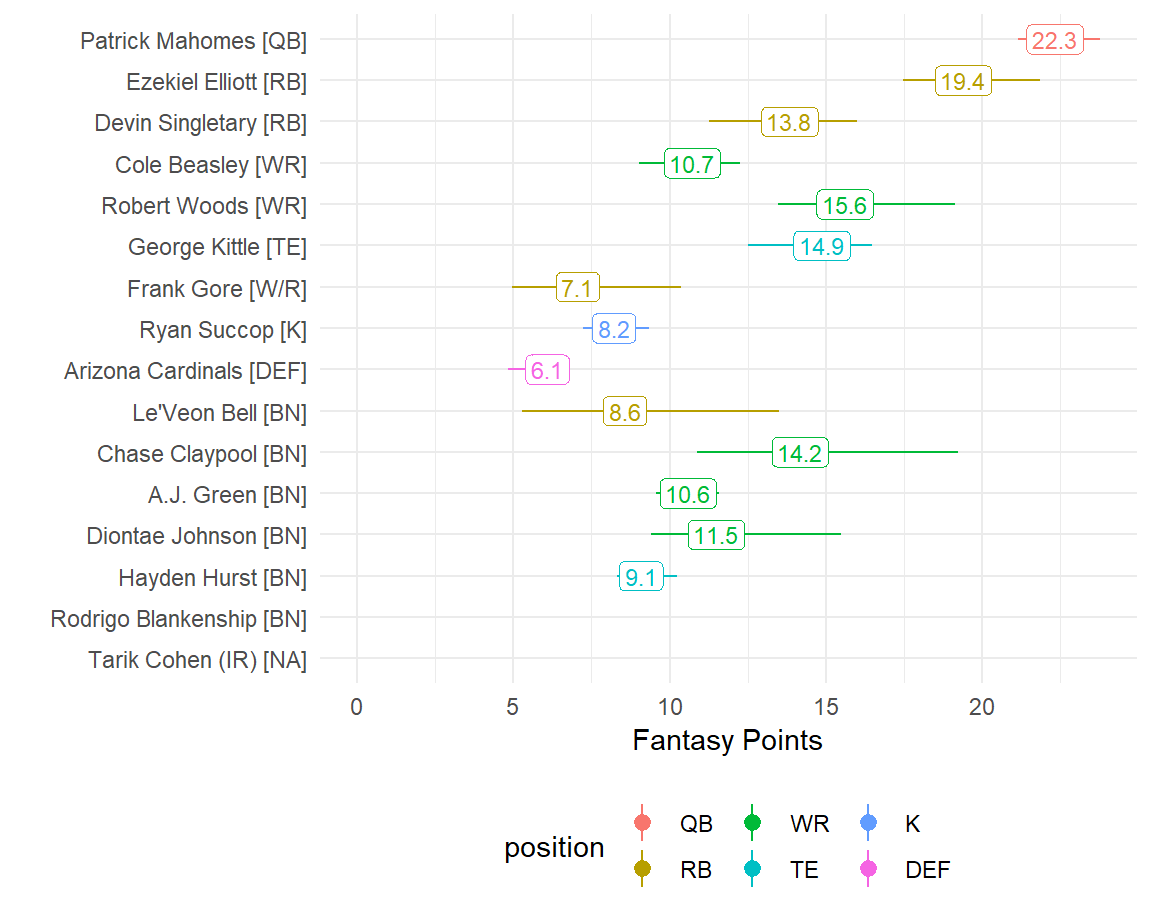 Patrick Mahomes [QB] 22.3
Ezekiel Elliott [RB] 19.4
Devin Singletary [RB] 13.8
Cole Beasley [WR] 10.7
Robert Woods [WR] 15.6
George Kittle [TE] 14.9
Frank Gore [W/R] 7.1
Ryan Succop [K] 8.2
Arizona Cardinals [DEF] 6.1
Le'Veon Bell [BN] 8.6
Chase Claypool [BN] 14.2
A.J. Green [BN] 10.6
Diontae Johnson [BN] 11.5
Hayden Hurst [BN] 9.1
Rodrigo Blankenship [BN]
Tarik Cohen (IR) [NA]
0 5 10 15 20
Fantasy Points
position
QB WR K
RB TE DEF